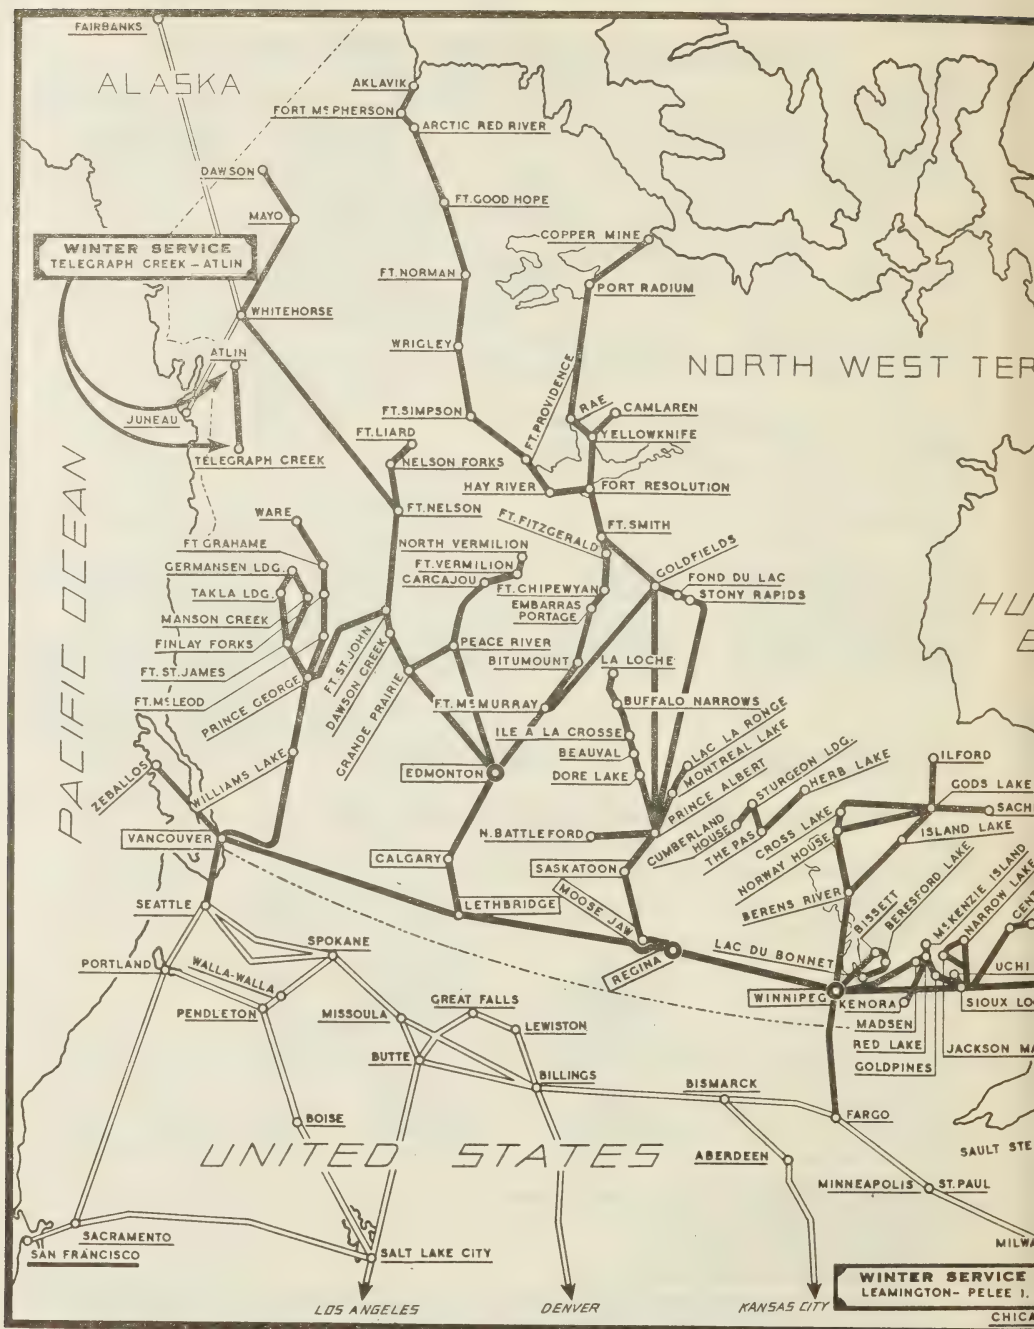 FAIRBANKS
ALASKA
AKLAVIK
FORT McPHERSON
ARCTIC RED RIVER
DAWSON
MAYO
FT. GOOD HOPE
COPPER MINE
WINTER SERVICE
TELEGRAPH CREEK – ATLIN
FT. NORMAN
PORT RADIUM
WHITEHORSE
WRIGLEY
ATLIN
NORTH WEST TER
JUNEAU
FT. SIMPSON
FT. PROVIDENCE
RAE
CAMLAREN
YELLOWKNIFE
FT. LIARD
NELSON FORKS
TELEGRAPH CREEK
HAY RIVER
FORT RESOLUTION
PACIFIC OCEAN
WARE
FT. NELSON
FT. FITZGERALD
FT. SMITH
FT GRAHAME
NORTH VERMILION
GOLDFIELDS
GERMANSEN LDG.
FT. VERMILION
CARCAJOU
FT. CHIPEWYAN
FOND DU LAC
STONY RAPIDS
TAKLA LDG.
EMBARRAS
PORTAGE
HU
MANSON CREEK
FINLAY FORKS
PEACE RIVER
FT. ST. JAMES
BITUMOUNT
LA LOCHE
FT. McLEOD
PRINCE GEORGE
FT. ST. JOHN
DAWSON CREEK
GRANDE PRAIRIE
FT. McMURRAY
BUFFALO NARROWS
ILE A LA CROSSE
BEAUVAL
DORE LAKE
LAC LA RONGE
MONTREAL LAKE
PRINCE ALBERT
STURGEON LDG.
HERB LAKE
ILFORD
GODS LAKE
SACH
ZEBALLOS
WILLIAMS LAKE
EDMONTON
N. BATTLEFORD
CUMBERLAND
HOUSE
THE PAS
CROSS LAKE
NORWAY HOUSE
ISLAND LAKE
VANCOUVER
CALGARY
SASKATOON
BERENS RIVER
BISSETT
BERESFORD LAKE
McKENZIE ISLAND
NARROW LAKE
CENT
LETHBRIDGE
MOOSE JAW
SEATTLE
REGINA
LAC DU BONNET
UCHI
SPOKANE
PORTLAND
WALLA-WALLA
WINNIPEG
KENORA
SIOUX LO
PENDLETON
MISSOULA
GREAT FALLS
LEWISTON
MADSEN
RED LAKE
JACKSON MA
GOLDPINES
BUTTE
BILLINGS
BISMARCK
FARGO
BOISE
UNITED STATES
ABERDEEN
SAULT STE
MINNEAPOLIS
ST. PAUL
SACRAMENTO
SAN FRANCISCO
SALT LAKE CITY
MILWA
WINTER SERVICE
LEAMINGTON – PELEE I.
LOS ANGELES
DENVER
KANSAS CITY
CHICA